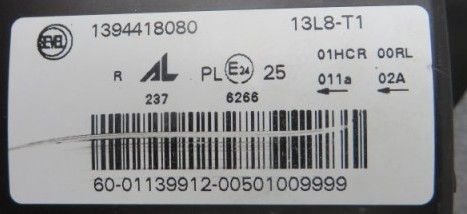 SEVEL 1394418080 13L8-T1
01HCR 00RL
R AL PL E24 25 011a 02A
237 6266
60-01139912-00501009999